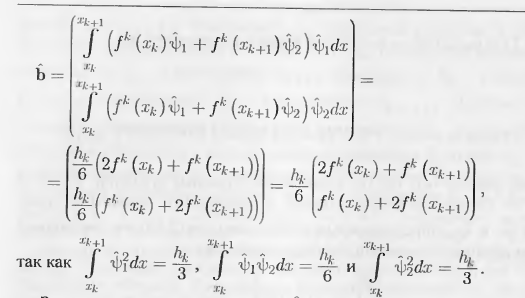 $$\hat{\mathbf{b}} = \begin{pmatrix} \int\limits_{x_k}^{x_{k+1}} \left( f^k(x_k)\hat{\psi}_1 + f^k(x_{k+1})\hat{\psi}_2 \right) \hat{\psi}_1 dx \\ \int\limits_{x_k}^{x_{k+1}} \left( f^k(x_k)\hat{\psi}_1 + f^k(x_{k+1})\hat{\psi}_2 \right) \hat{\psi}_2 dx \end{pmatrix} =$$
$$= \begin{pmatrix} \frac{h_k}{6}\left(2f^k(x_k) + f^k(x_{k+1})\right) \\ \frac{h_k}{6}\left(f^k(x_k) + 2f^k(x_{k+1})\right) \end{pmatrix} = \frac{h_k}{6} \begin{pmatrix} 2f^k(x_k) + f^k(x_{k+1}) \\ f^k(x_k) + 2f^k(x_{k+1}) \end{pmatrix},$$
так как $\int\limits_{x_k}^{x_{k+1}} \hat{\psi}_1^2 dx = \frac{h_k}{3}$, $\int\limits_{x_k}^{x_{k+1}} \hat{\psi}_1 \hat{\psi}_2 dx = \frac{h_k}{6}$ и $\int\limits_{x_k}^{x_{k+1}} \hat{\psi}_2^2 dx = \frac{h_k}{3}$.